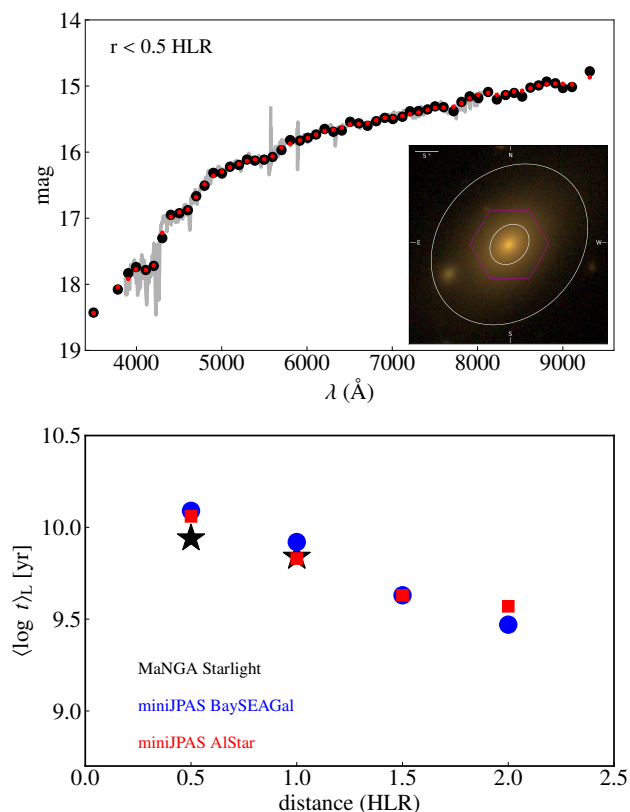 14
15
16
17
18
19
mag
r < 0.5 HLR
5 "
N
E
W
S
4000 5000 6000 7000 8000 9000
λ (Å)
10.5
10.0
9.5
9.0
⟨log t⟩L [yr]
MaNGA Starlight
miniJPAS BaySEAGal
miniJPAS AlStar
0.0 0.5 1.0 1.5 2.0 2.5
distance (HLR)